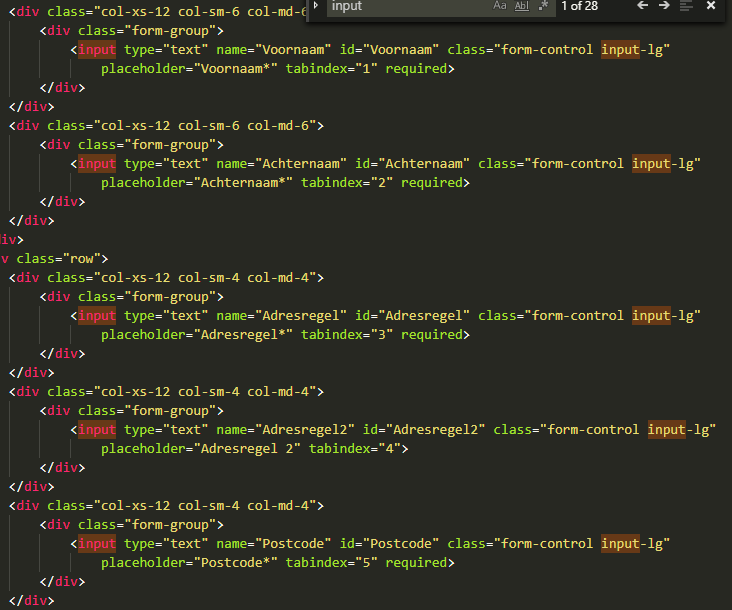 input Aa Abl .* 1 of 28
<div class="col-xs-12 col-sm-6 col-md-6
<div class="form-group">
<input type="text" name="Voornaam" id="Voornaam" class="form-control input-lg"
placeholder="Voornaam*" tabindex="1" required>
</div>
</div>
<div class="col-xs-12 col-sm-6 col-md-6">
<div class="form-group">
<input type="text" name="Achternaam" id="Achternaam" class="form-control input-lg"
placeholder="Achternaam*" tabindex="2" required>
</div>
</div>
iv>
v class="row">
<div class="col-xs-12 col-sm-4 col-md-4">
<div class="form-group">
<input type="text" name="Adresregel" id="Adresregel" class="form-control input-lg"
placeholder="Adresregel*" tabindex="3" required>
</div>
</div>
<div class="col-xs-12 col-sm-4 col-md-4">
<div class="form-group">
<input type="text" name="Adresregel2" id="Adresregel2" class="form-control input-lg"
placeholder="Adresregel 2" tabindex="4">
</div>
</div>
<div class="col-xs-12 col-sm-4 col-md-4">
<div class="form-group">
<input type="text" name="Postcode" id="Postcode" class="form-control input-lg"
placeholder="Postcode*" tabindex="5" required>
</div>
</div>